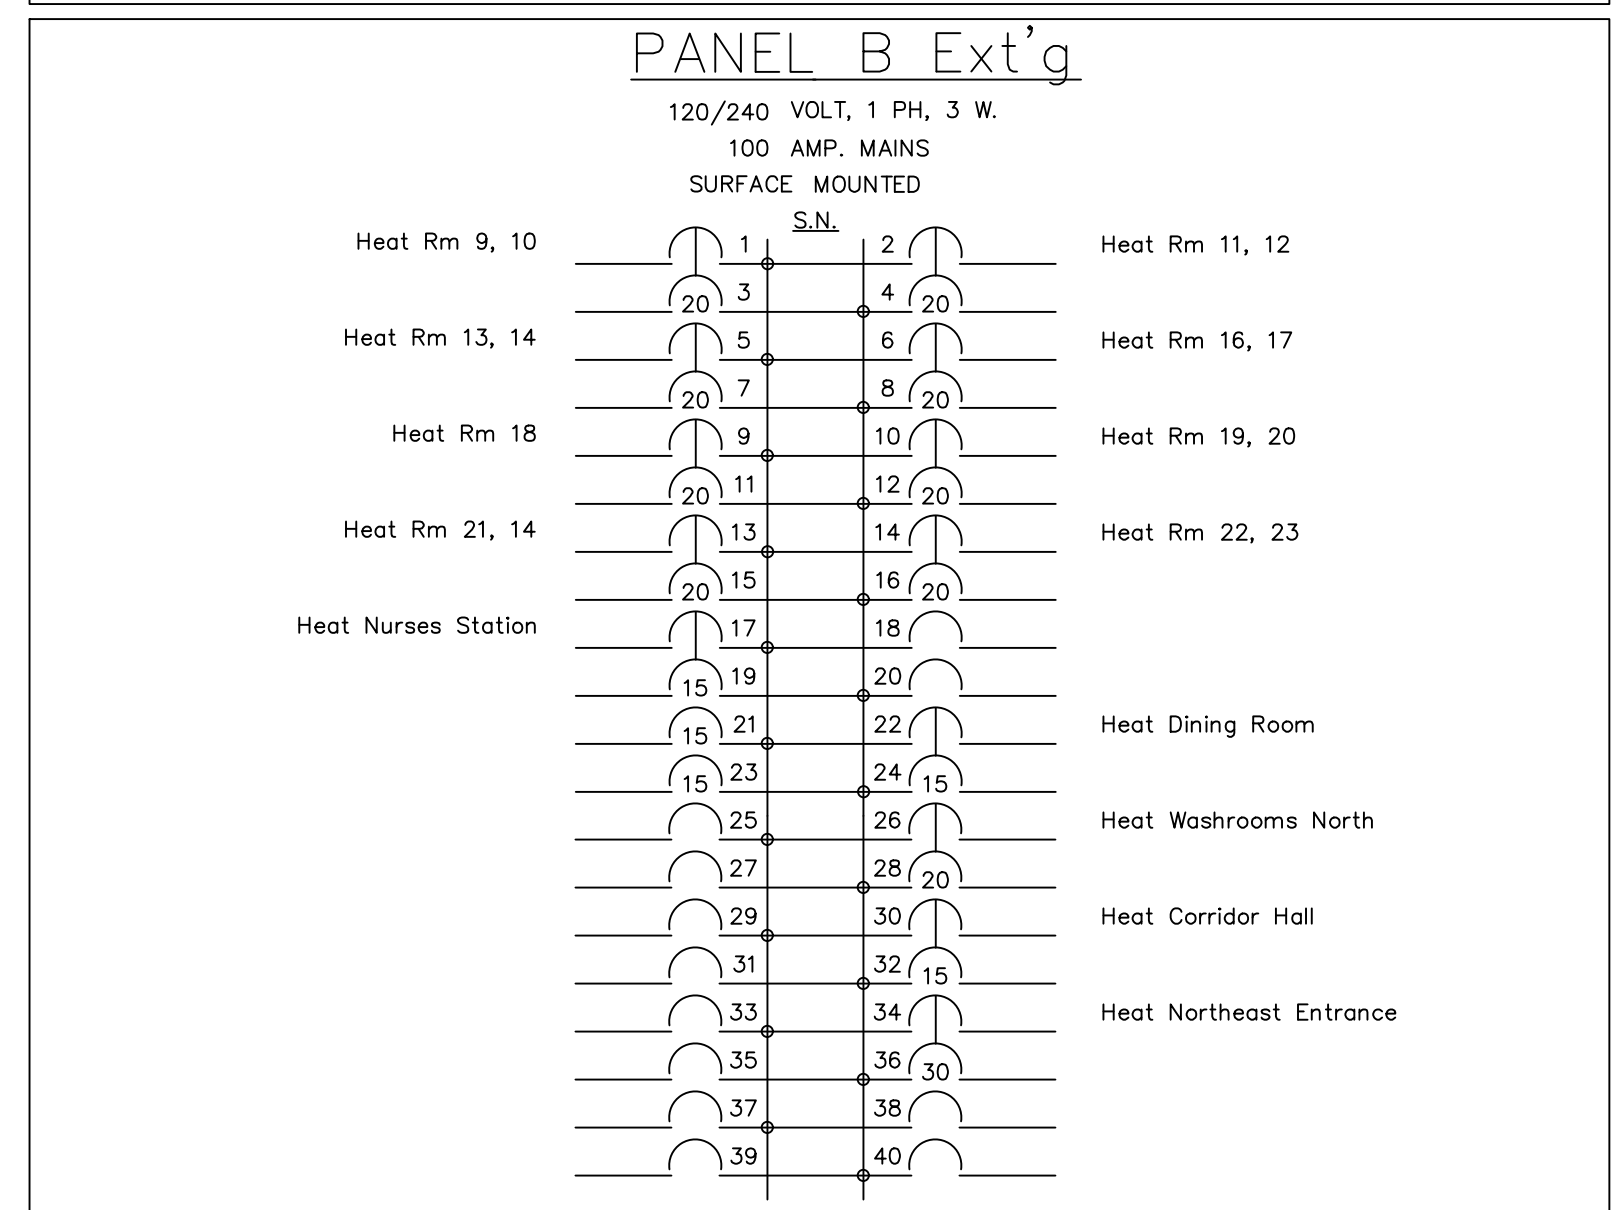 PANEL B Ext'g
120/240 VOLT, 1 PH, 3 W.
100 AMP. MAINS
SURFACE MOUNTED
S.N.
Heat Rm 9, 10 1 2 Heat Rm 11, 12
20 3 4 20
Heat Rm 13, 14 5 6 Heat Rm 16, 17
20 7 8 20
Heat Rm 18 9 10 Heat Rm 19, 20
20 11 12 20
Heat Rm 21, 14 13 14 Heat Rm 22, 23
20 15 16 20
Heat Nurses Station 17 18
15 19 20
15 21 22 Heat Dining Room
15 23 24 15
25 26 Heat Washrooms North
27 28 20
29 30 Heat Corridor Hall
31 32 15
33 34 Heat Northeast Entrance
35 36 30
37 38
39 40